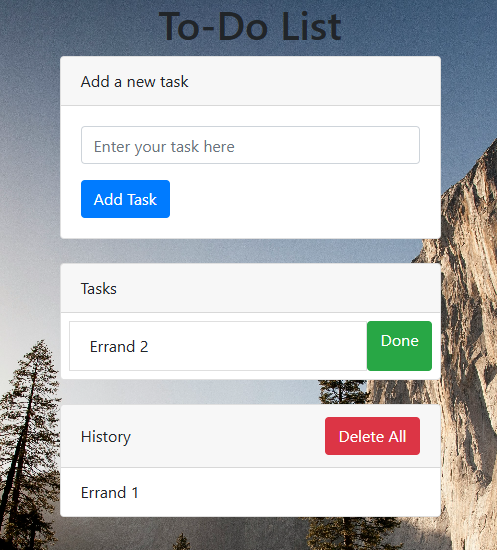 To-Do List
Add a new task
Enter your task here
Add Task
Tasks
Errand 2 Done
History Delete All
Errand 1